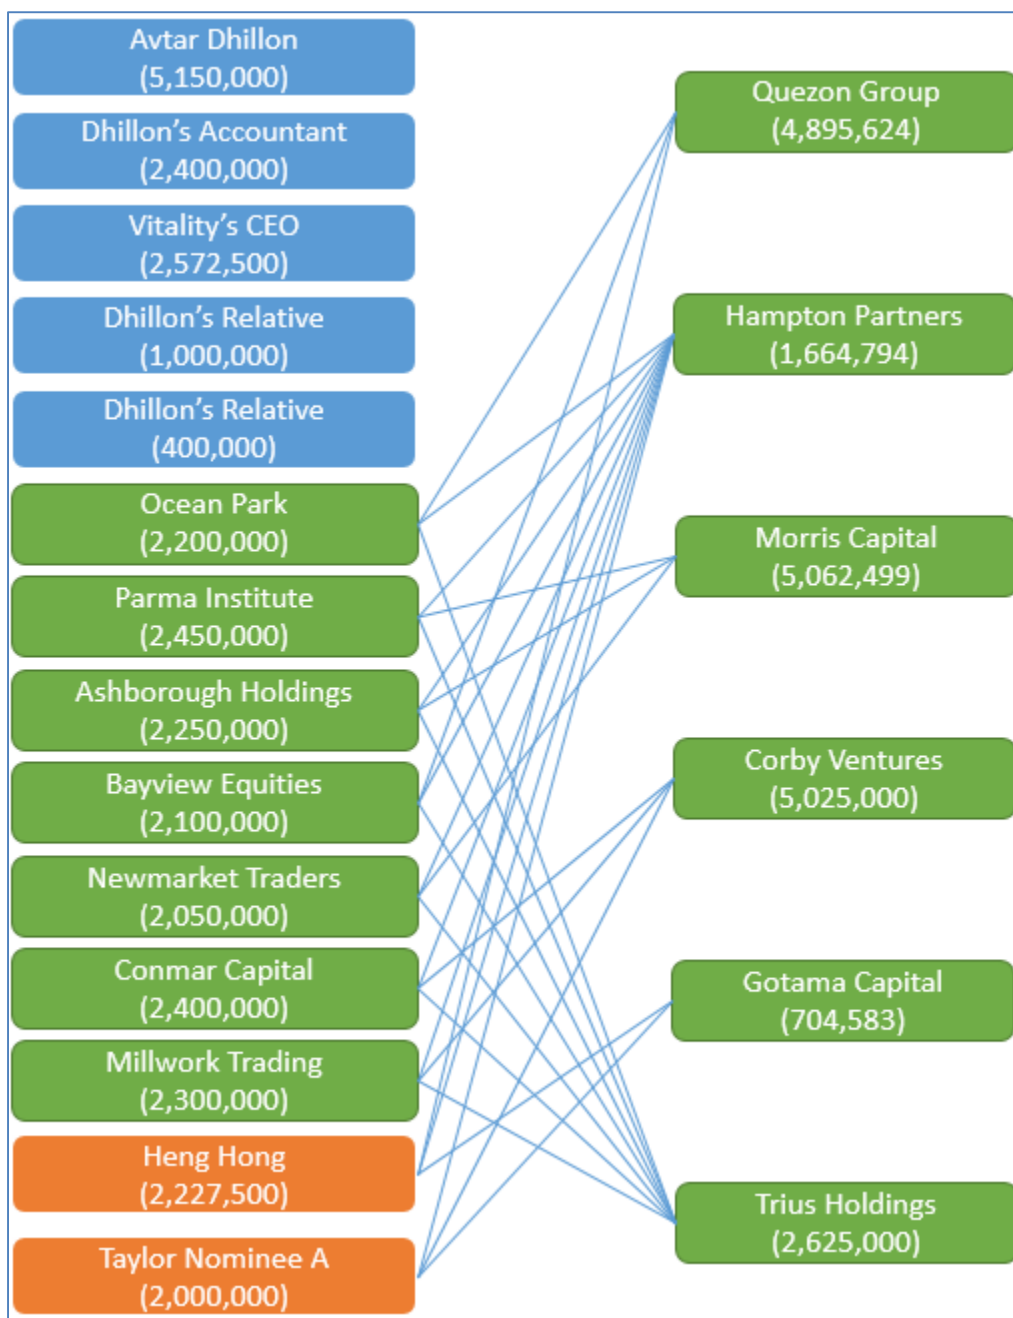 Avtar Dhillon
(5,150,000)
Dhillon’s Accountant
(2,400,000)
Vitality’s CEO
(2,572,500)
Dhillon’s Relative
(1,000,000)
Dhillon’s Relative
(400,000)
Ocean Park
(2,200,000)
Parma Institute
(2,450,000)
Ashborough Holdings
(2,250,000)
Bayview Equities
(2,100,000)
Newmarket Traders
(2,050,000)
Conmar Capital
(2,400,000)
Millwork Trading
(2,300,000)
Heng Hong
(2,227,500)
Taylor Nominee A
(2,000,000)
Quezon Group
(4,895,624)
Hampton Partners
(1,664,794)
Morris Capital
(5,062,499)
Corby Ventures
(5,025,000)
Gotama Capital
(704,583)
Trius Holdings
(2,625,000)